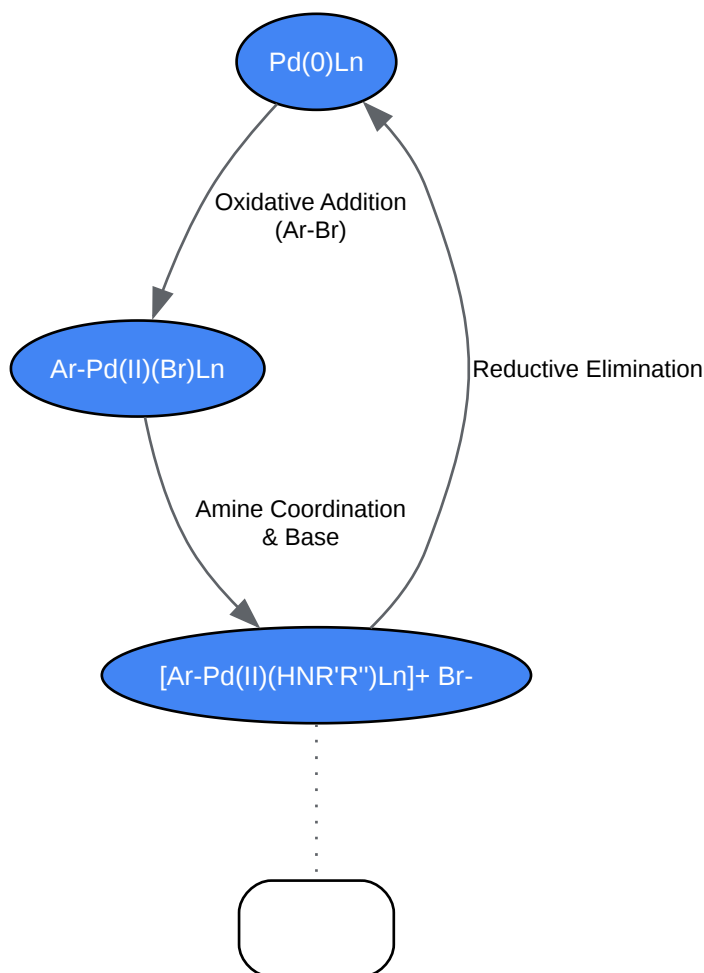 Pd(0)Ln
Oxidative Addition
(Ar-Br)
Ar-Pd(II)(Br)Ln
Reductive Elimination
Amine Coordination
& Base
[Ar-Pd(II)(HNR'R'')Ln]+ Br-